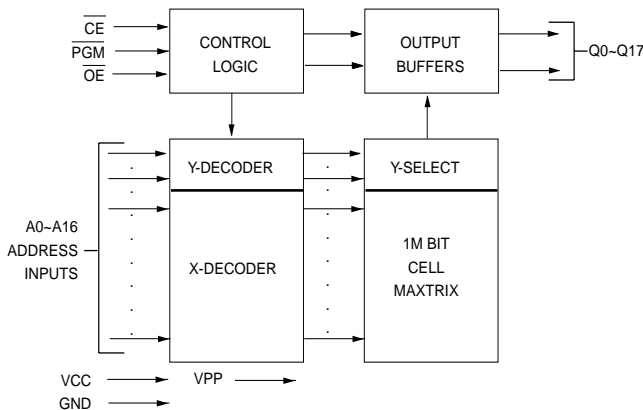 CE
PGM
OE
CONTROL
LOGIC
OUTPUT
BUFFERS
Q0~Q17
A0~A16
ADDRESS
INPUTS
Y-DECODER
X-DECODER
Y-SELECT
1M BIT
CELL
MAXTRIX
VCC
GND
VPP